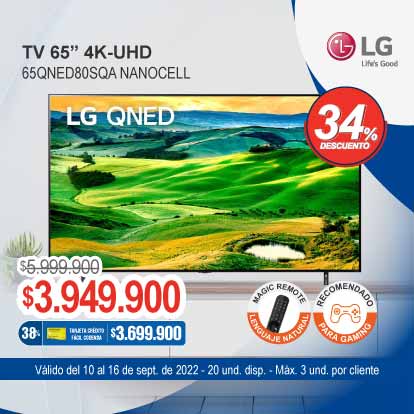 TV 65” 4K-UHD
65QNED80SQA NANOCELL
LG
Life's Good
LG QNED
34%
DESCUENTO
$5.999.900
$3.949.900
38%
TARJETA CRÉDITO
FÁCIL CODENSA
$3.699.900
MAGIC REMOTE
LENGUAJE NATURAL
RECOMENDADO
PARA GAMING
Válido del 10 al 16 de sept. de 2022 - 20 und. disp. - Máx. 3 und. por cliente